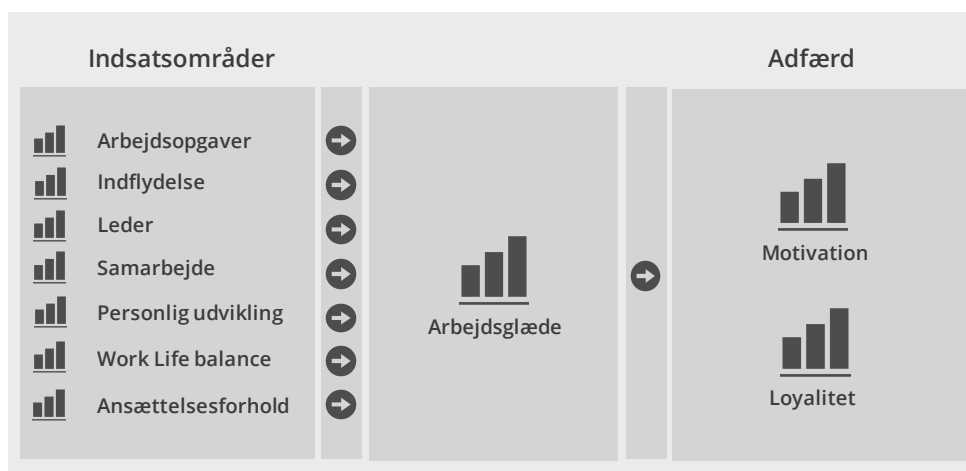 Indsatsområder
Adfærd
Arbejdsopgaver
Indflydelse
Leder
Samarbejde
Personlig udvikling
Work Life balance
Ansættelsesforhold
Arbejdsglæde
Motivation
Loyalitet